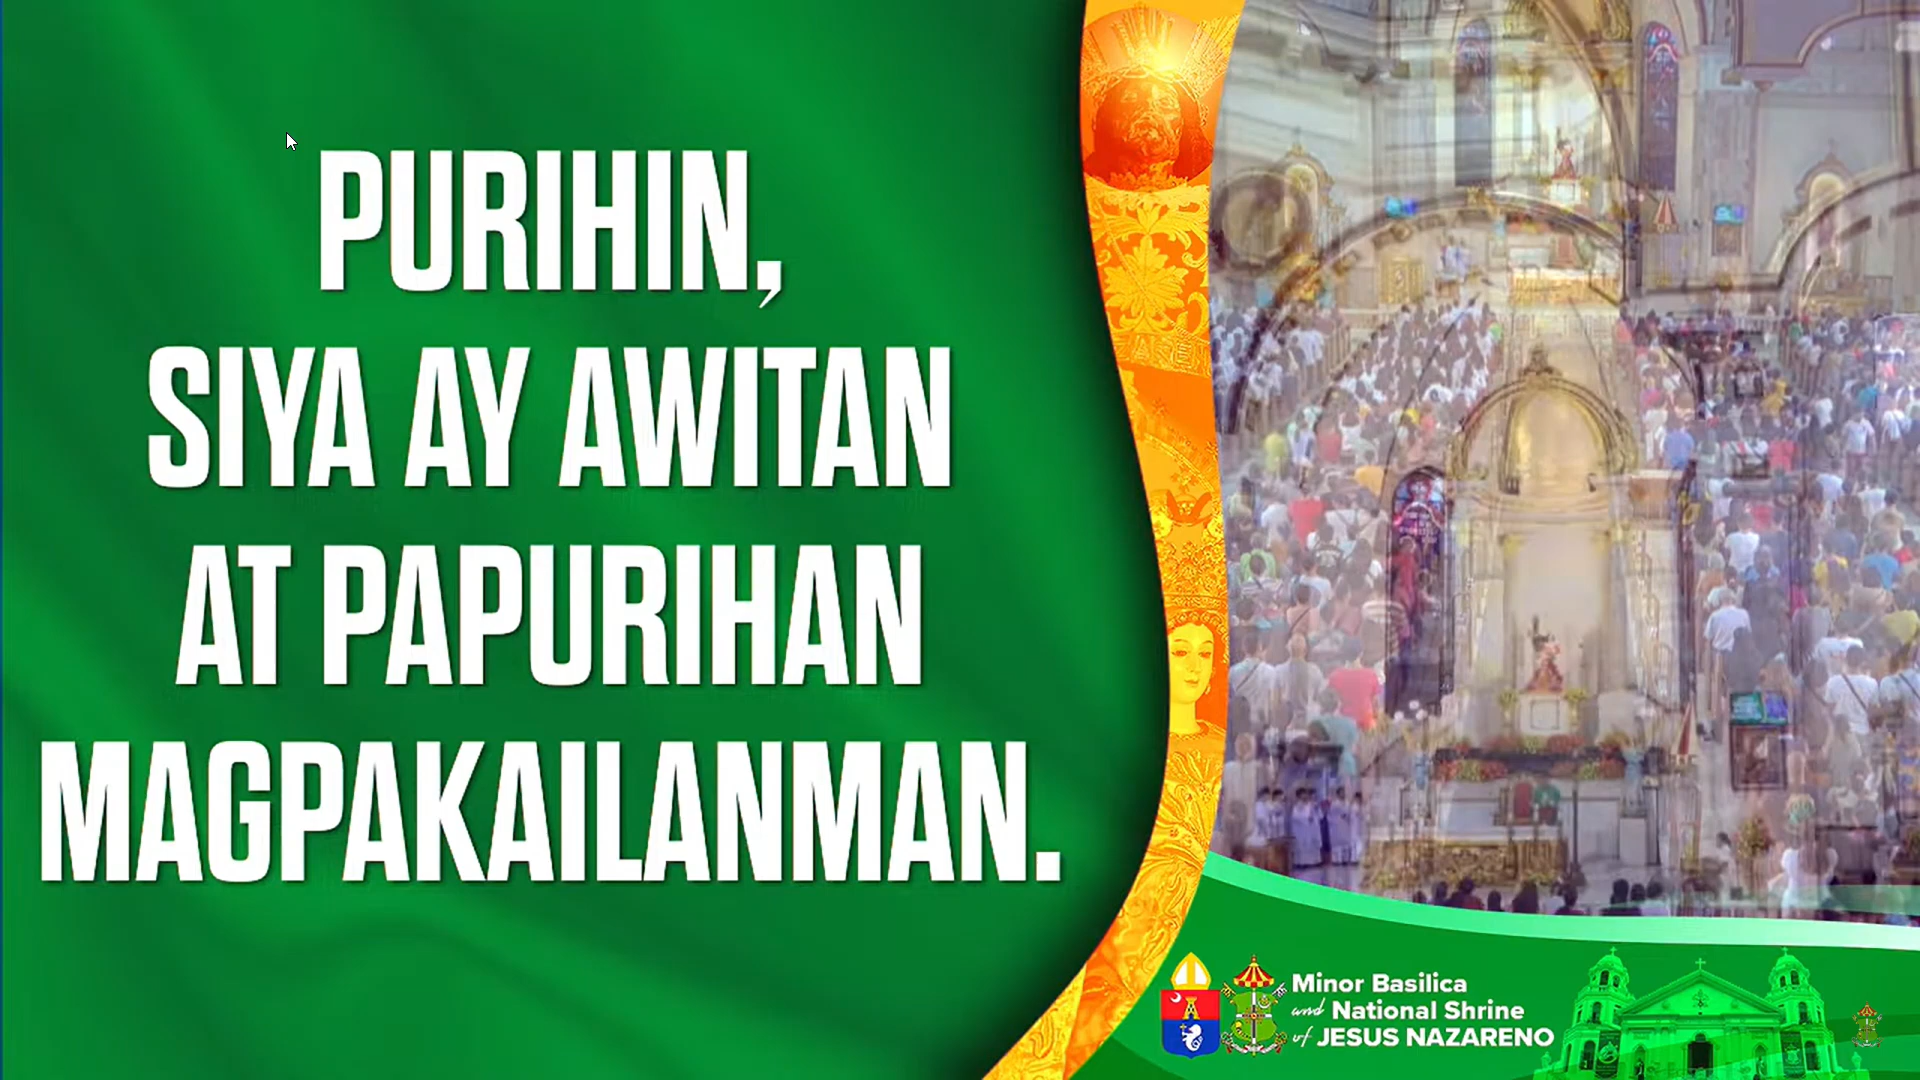 PURIHIN,
SIYA AY AWITAN
AT PAPURIHAN
MAGPAKAILANMAN.
Minor Basilica
and National Shrine
of JESUS NAZARENO